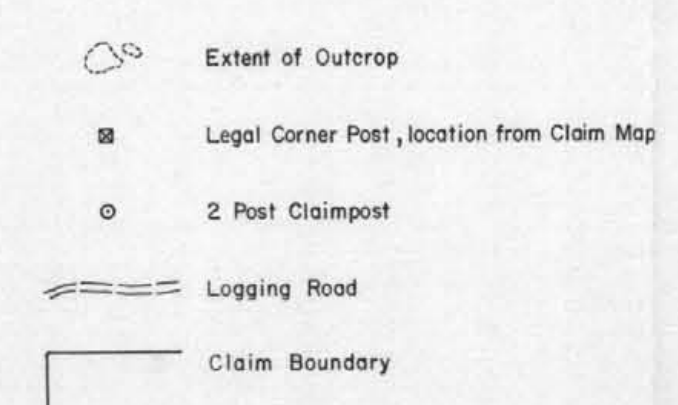 Extent of Outcrop
Legal Corner Post, location from Claim Map
2 Post Claimpost
Logging Road
Claim Boundary